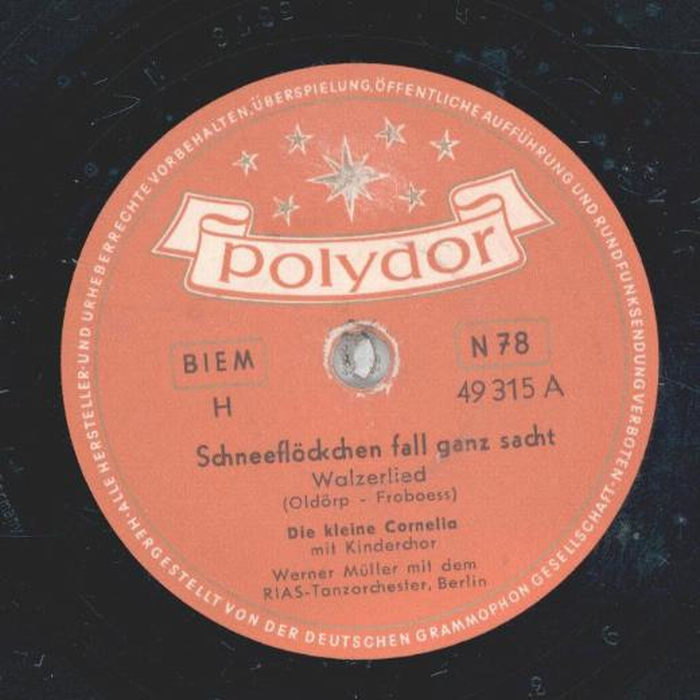 ALLE HERSTELLER- UND URHEBERRECHTE VORBEHALTEN, ÜBERSPIELUNG, ÖFFENTLICHE AUFFÜHRUNG UND RUNDFUNKSENDUNG VERBOTEN.
polydor
BIEM
N 78
H
49 315 A
Schneeflöckchen fall ganz sacht
Walzerlied
(Oldörp - Froboess)
Die kleine Cornelia
mit Kinderchor
Werner Müller mit dem
RIAS-Tanzorchester, Berlin
HERGESTELLT VON DER DEUTSCHEN GRAMMOPHON GESELLSCHAFT